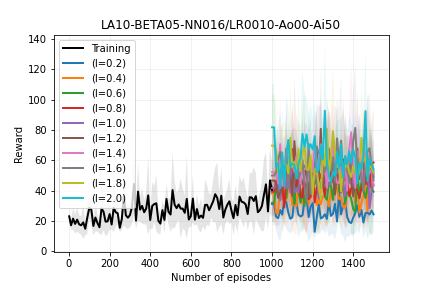 LA10-BETA05-NN016/LR0010-Ao00-Ai50
Reward
140
120
100
80
60
40
20
0
Training
(l=0.2)
(l=0.4)
(l=0.6)
(l=0.8)
(l=1.0)
(l=1.2)
(l=1.4)
(l=1.6)
(l=1.8)
(l=2.0)
0 200 400 600 800 1000 1200 1400
Number of episodes